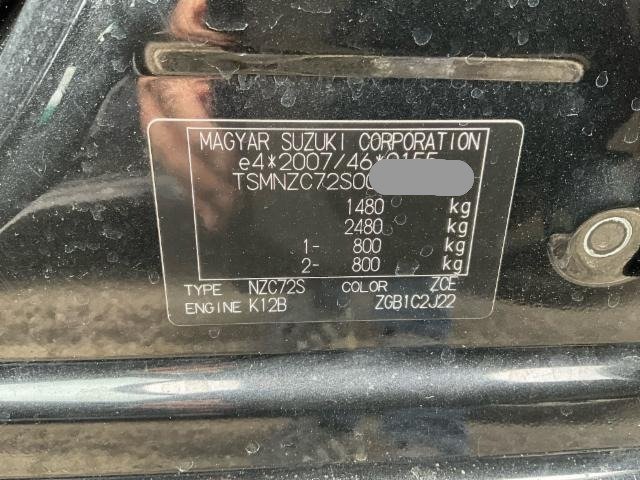 MAGYAR SUZUKI CORPORATION
e4*2007/46*0155
TSMNZC72S00
1480 kg
2480 kg
1- 800 kg
2- 800 kg
TYPE NZC72S COLOR ZCE
ENGINE K12B ZGB1C2J22